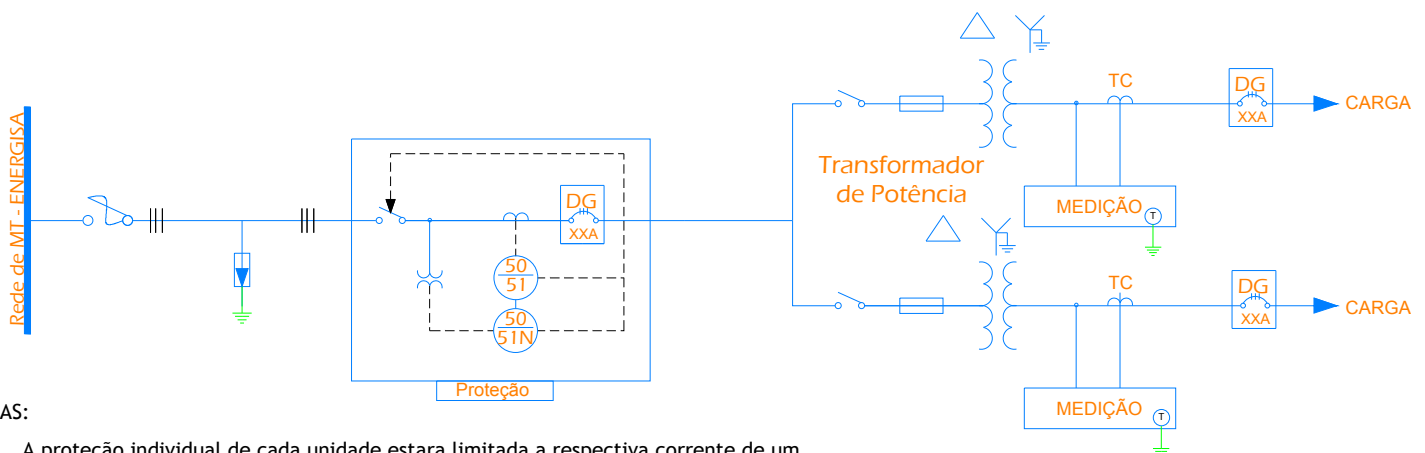 Rede de MT - ENERGISA
DG
XXA
50
51
50
51N
Proteção
Transformador
de Potência
TC
DG
XXA
CARGA
MEDIÇÃO
T
TC
DG
XXA
CARGA
MEDIÇÃO
T
AS:
A proteção individual de cada unidade estara limitada a respectiva corrente de um